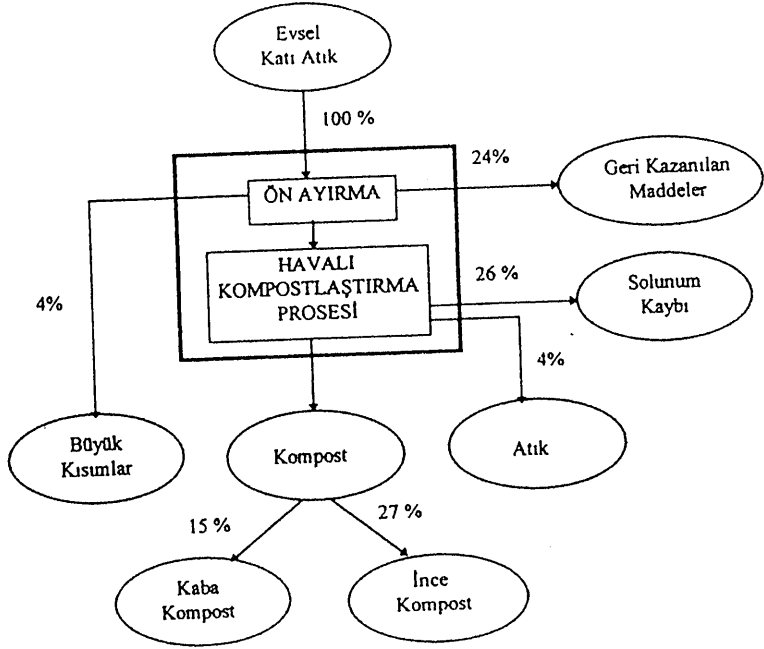 Evsel
Katı Atık
100 %
24%
Geri Kazanılan
Maddeler
ÖN AYIRMA
HAVALI
KOMPOSTLAŞTIRMA
PROSESİ
26 %
Solunum
Kaybı
4%
4%
Büyük
Kısımlar
Kompost
Atık
15 %
27 %
Kaba
Kompost
İnce
Kompost